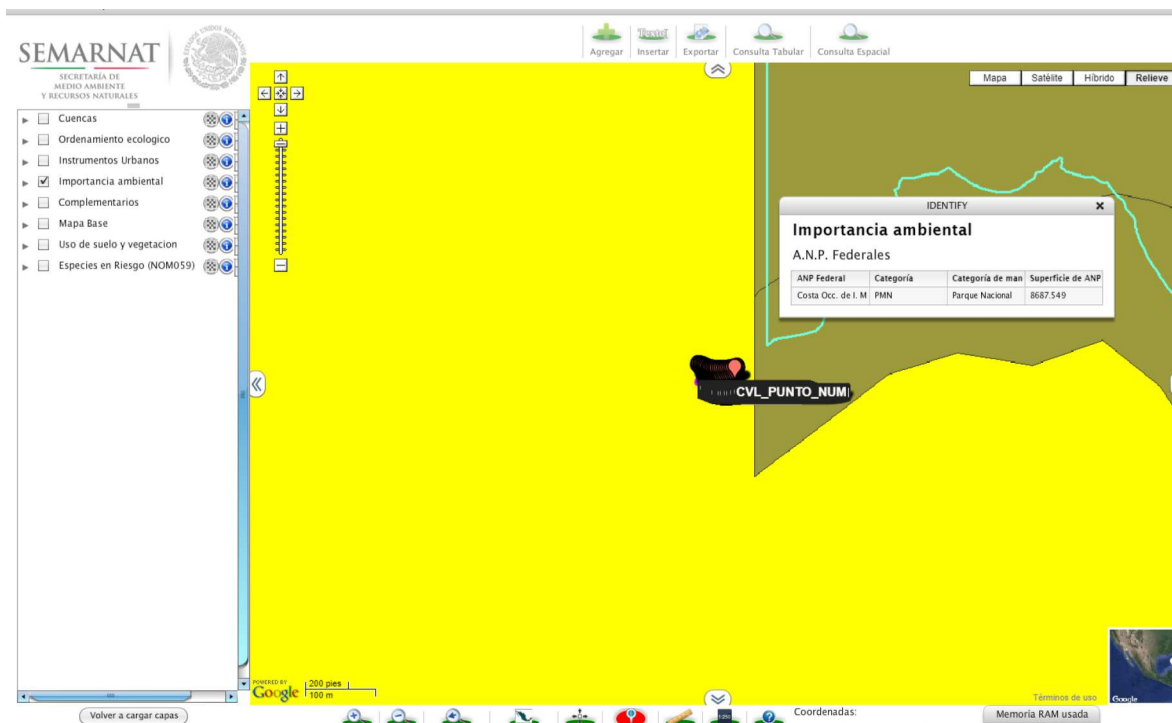 SEMARNAT
SECRETARÍA DE
MEDIO AMBIENTE
Y RECURSOS NATURALES
Agregar
Insertar
Exportar
Consulta Tabular
Consulta Espacial
Texto
Mapa
Satélite
Híbrido
Relieve
Cuencas
Ordenamiento ecologico
Instrumentos Urbanos
Importancia ambiental
Complementarios
Mapa Base
Uso de suelo y vegetacion
Especies en Riesgo (NOM059)
IDENTIFY
Importancia ambiental
A.N.P. Federales
ANP Federal Categoría Categoría de man Superficie de ANP
Costa Occ. de I. M PMN Parque Nacional 8687.549
CVL_PUNTO_NUM
POWERED BY
Google
200 pies
100 m
Términos de uso
Google
Volver a cargar capas
Coordenadas:
Memoria RAM usada